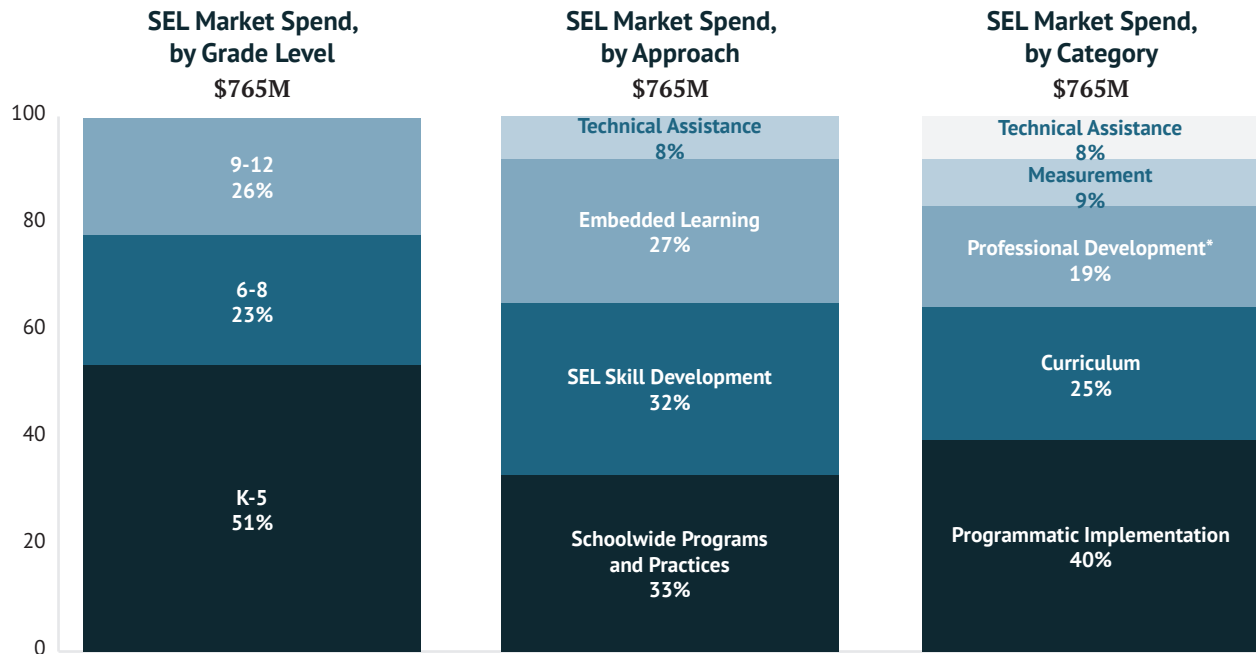 SEL Market Spend,
by Grade Level
$765M
SEL Market Spend,
by Approach
$765M
SEL Market Spend,
by Category
$765M
100
80
60
40
20
0
9-12
26%
6-8
23%
K-5
51%
Technical Assistance
8%
Embedded Learning
27%
SEL Skill Development
32%
Schoolwide Programs
and Practices
33%
Technical Assistance
8%
Measurement
9%
Professional Development*
19%
Curriculum
25%
Programmatic Implementation
40%